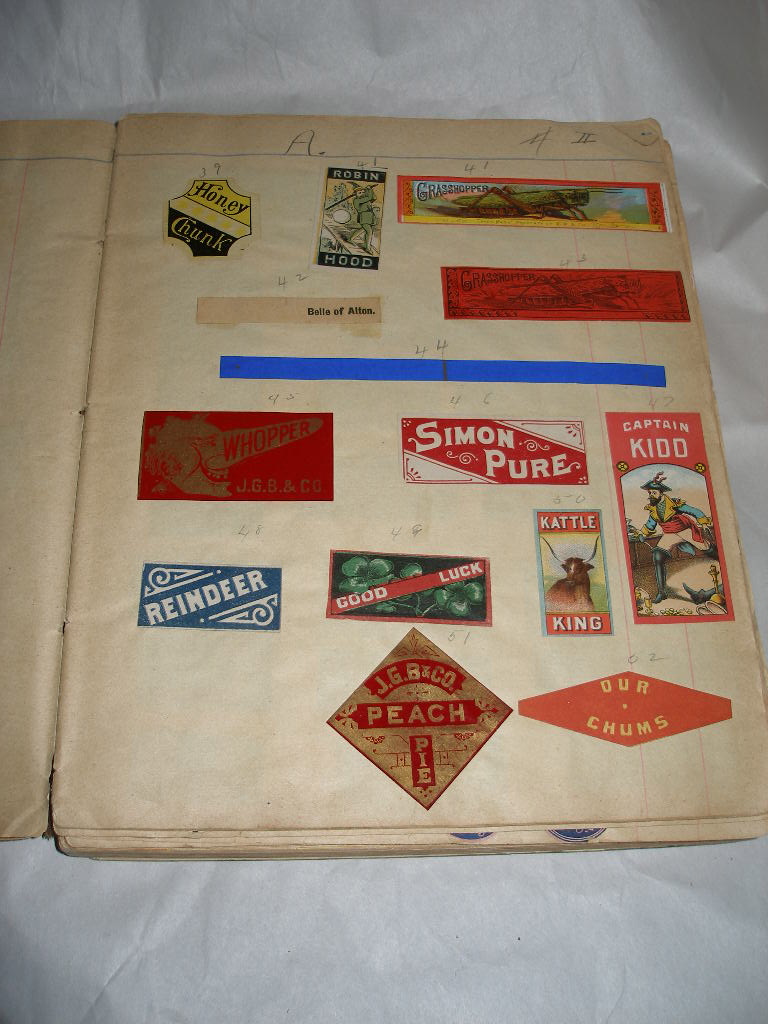 A. # II
39
Honey
Chunk
41
ROBIN
HOOD
41
GRASSHOPPER
42
Belle of Alton.
43
GRASSHOPPER
44
45
WHOPPER
J.G.B. & CO
46
SIMON
PURE
47
CAPTAIN
KIDD
48
REINDEER
49
GOOD LUCK
50
KATTLE
KING
51
J.G.B & CO.
PEACH
PIE
52
OUR
CHUMS